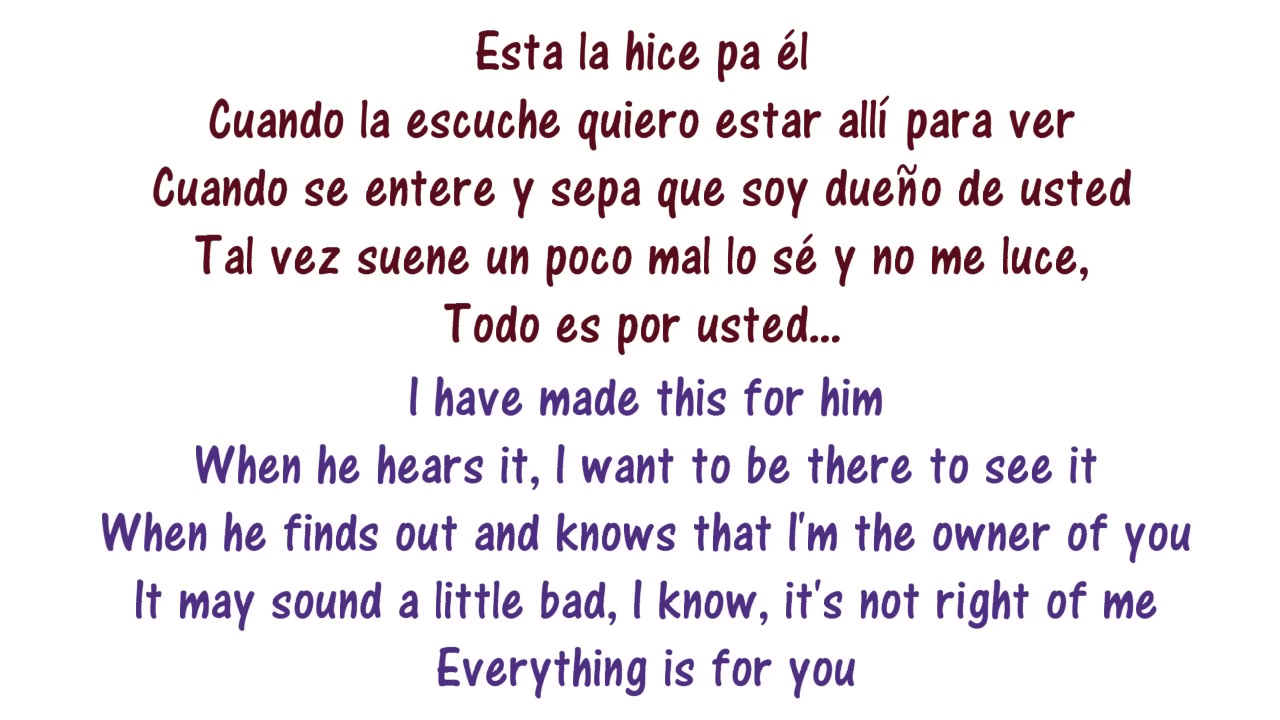 Esta la hice pa él
Cuando la escuche quiero estar allí para ver
Cuando se entere y sepa que soy dueño de usted
Tal vez suene un poco mal lo sé y no me luce,
Todo es por usted...
I have made this for him
When he hears it, I want to be there to see it
When he finds out and knows that I'm the owner of you
It may sound a little bad, I know, it's not right of me
Everything is for you